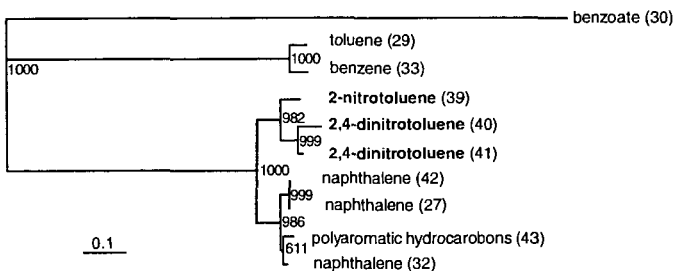 benzoate (30)
toluene (29)
1000
1000
benzene (33)
2-nitrotoluene (39)
982
2,4-dinitrotoluene (40)
999
2,4-dinitrotoluene (41)
1000
naphthalene (42)
999
naphthalene (27)
986
polyaromatic hydrocarobons (43)
0.1
611
naphthalene (32)